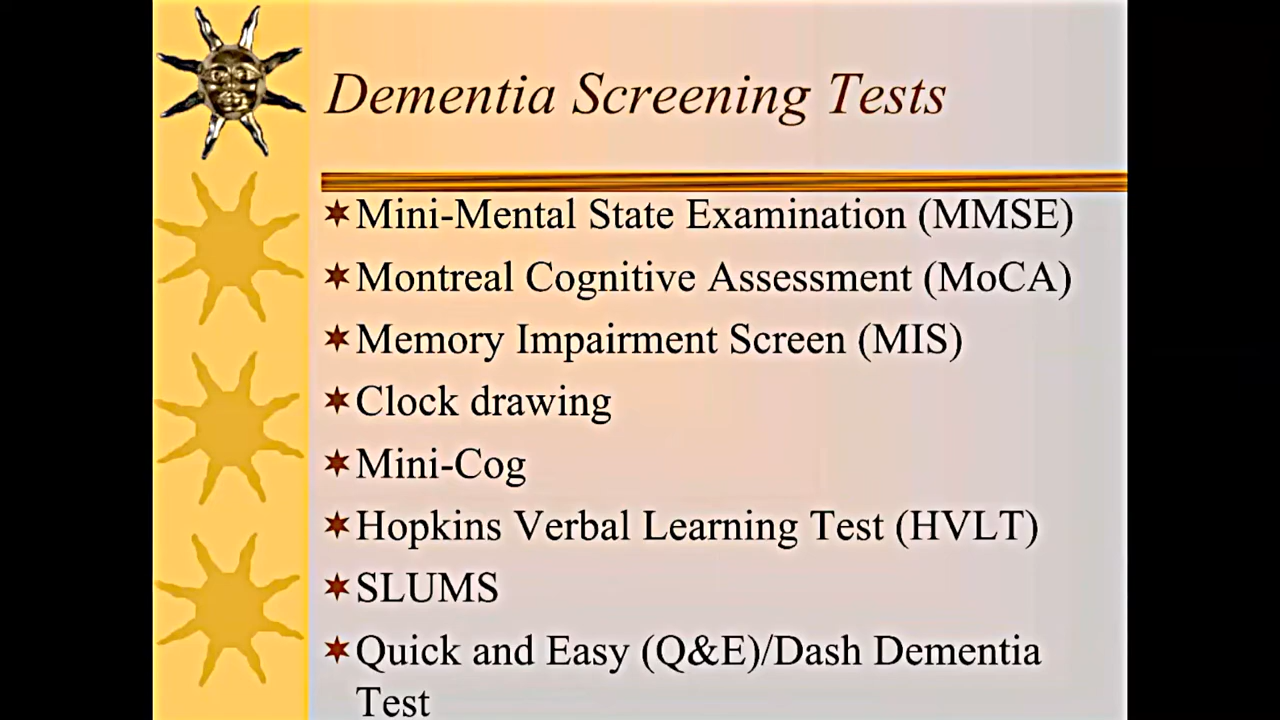 Dementia Screening Tests
Mini-Mental State Examination (MMSE)
Montreal Cognitive Assessment (MoCA)
Memory Impairment Screen (MIS)
Clock drawing
Mini-Cog
Hopkins Verbal Learning Test (HVLT)
SLUMS
Quick and Easy (Q&E)/Dash Dementia
Test